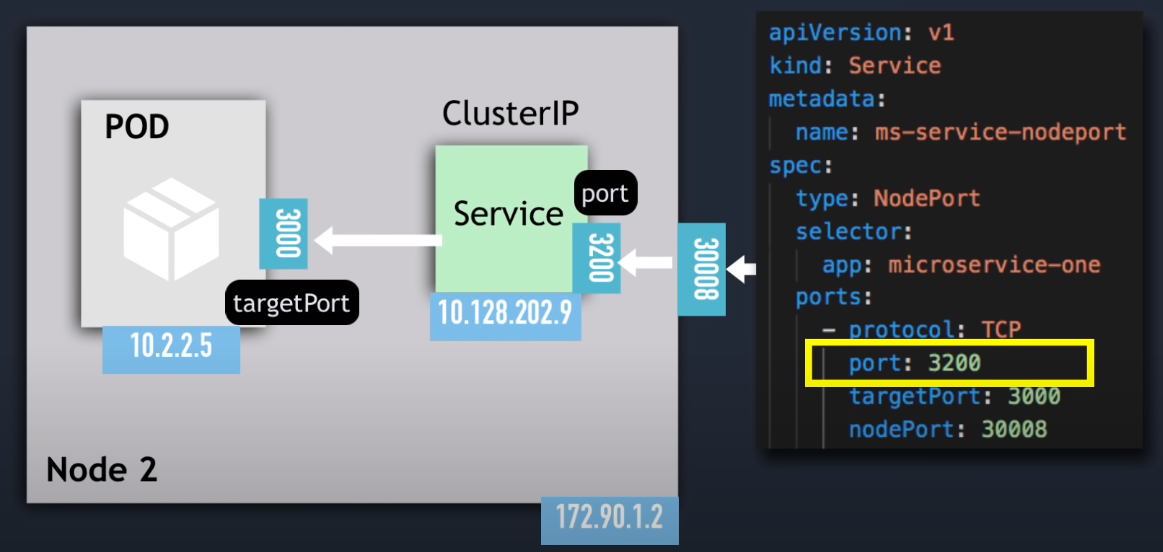 POD
3000
targetPort
10.2.2.5
ClusterIP
Service
port
3200
10.128.202.9
30008
Node 2
172.90.1.2
apiVersion: v1
kind: Service
metadata:
name: ms-service-nodeport
spec:
type: NodePort
selector:
app: microservice-one
ports:
– protocol: TCP
port: 3200
targetPort: 3000
nodePort: 30008